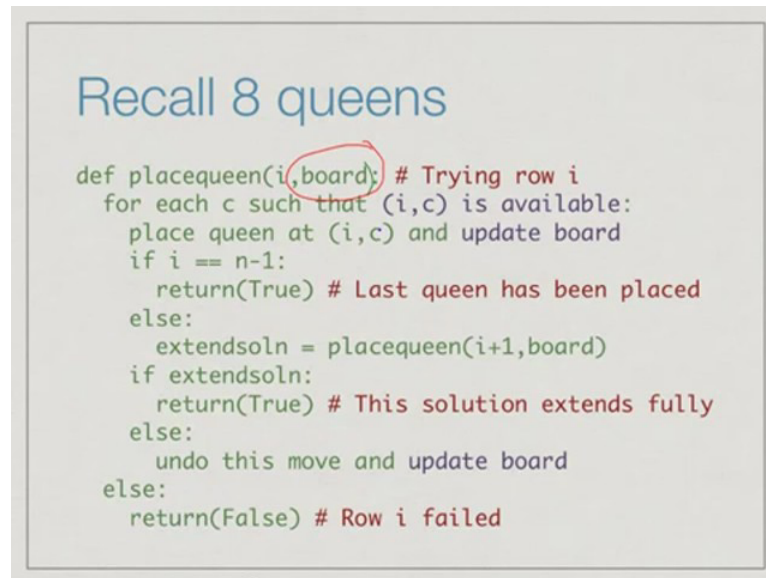 Recall 8 queens
def placequeen(i,board): # Trying row i
for each c such that (i,c) is available:
place queen at (i,c) and update board
if i == n-1:
return(True) # Last queen has been placed
else:
extendsoln = placequeen(i+1,board)
if extendsoln:
return(True) # This solution extends fully
else:
undo this move and update board
else:
return(False) # Row i failed